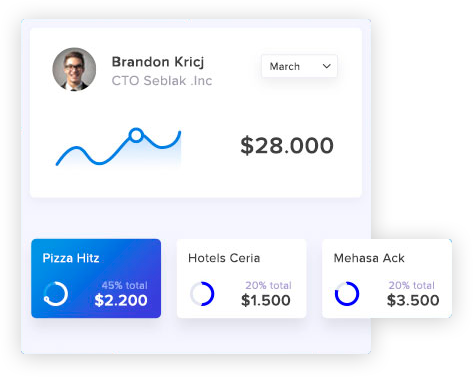 Brandon Kricj
CTO Seblak .Inc
March
$28.000
Pizza Hitz
45% total
$2.200
Hotels Ceria
20% total
$1.500
Mehasa Ack
20% total
$3.500